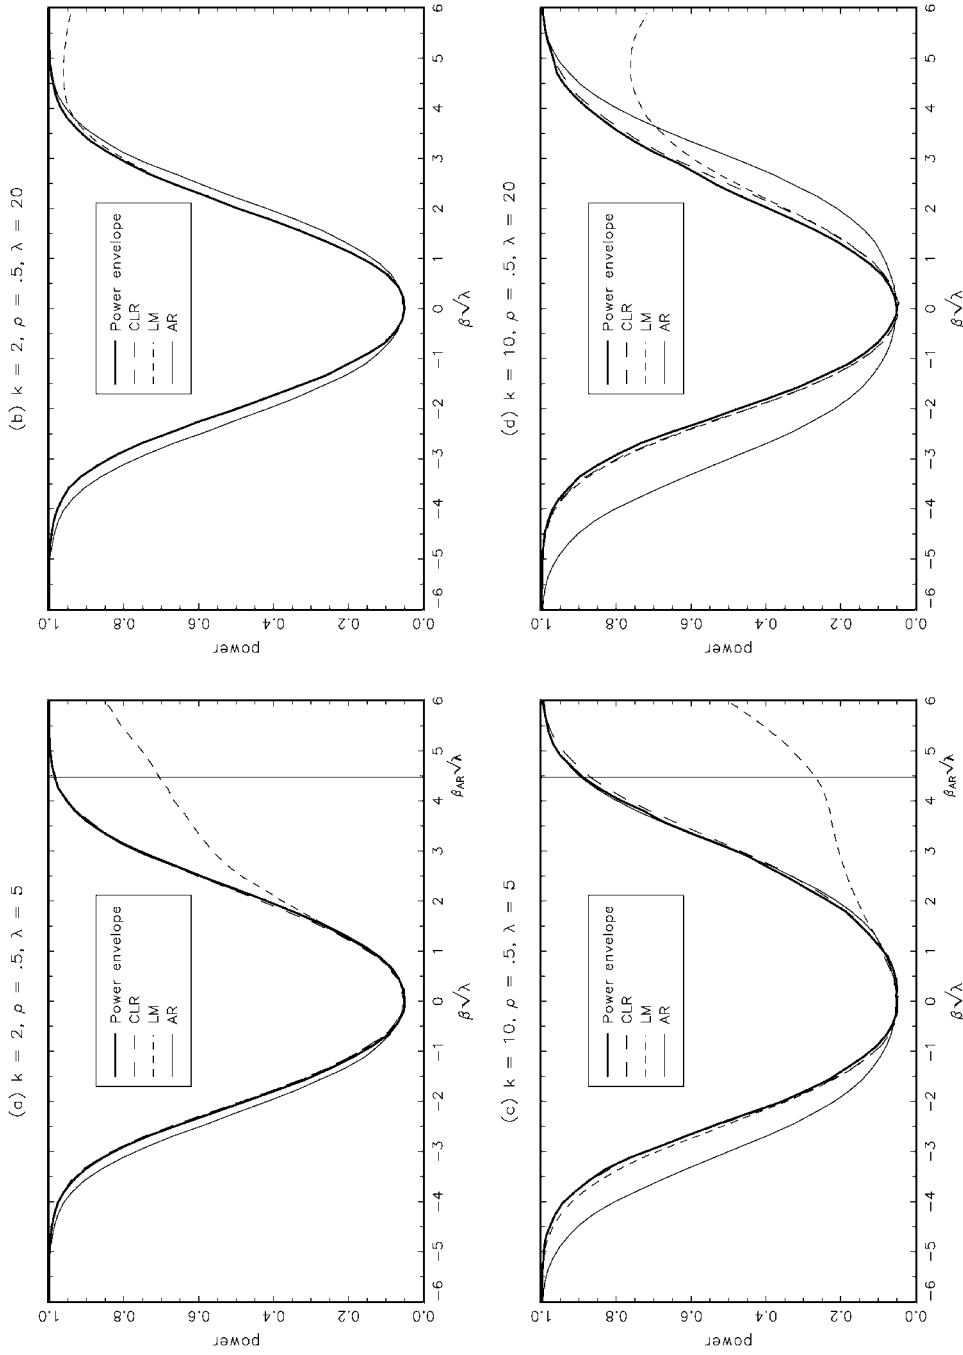 (a) k = 2, ρ = .5, λ = 5
power
1.0
0.8
0.6
0.4
0.2
0.0
Power envelope
CLR
LM
AR
−6 −5 −4 −3 −2 −1 0 1 2 3 4 5 6
β√λ
β_AR√λ
(b) k = 2, ρ = .5, λ = 20
power
1.0
0.8
0.6
0.4
0.2
0.0
Power envelope
CLR
LM
AR
−6 −5 −4 −3 −2 −1 0 1 2 3 4 5 6
β√λ
(c) k = 10, ρ = .5, λ = 5
power
1.0
0.8
0.6
0.4
0.2
0.0
Power envelope
CLR
LM
AR
−6 −5 −4 −3 −2 −1 0 1 2 3 4 5 6
β√λ
β_AR√λ
(d) k = 10, ρ = .5, λ = 20
power
1.0
0.8
0.6
0.4
0.2
0.0
Power envelope
CLR
LM
AR
−6 −5 −4 −3 −2 −1 0 1 2 3 4 5 6
β√λ